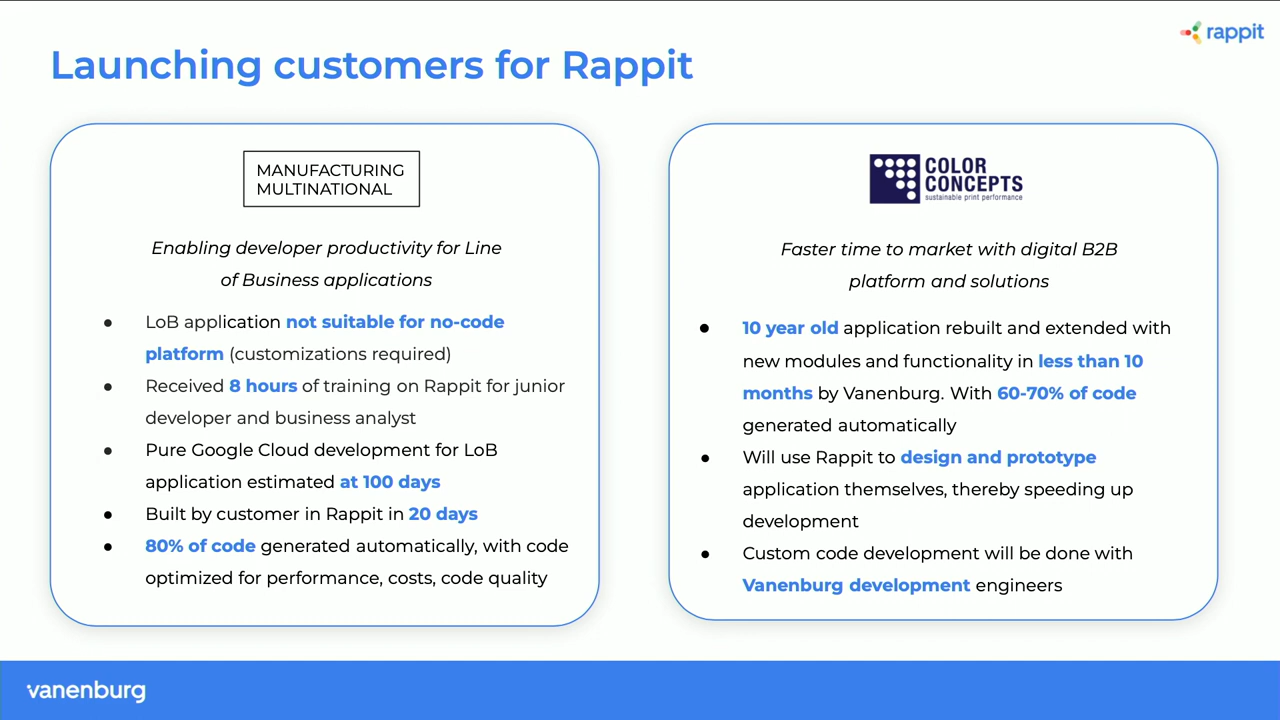 rappit
Launching customers for Rappit
MANUFACTURING
MULTINATIONAL
Enabling developer productivity for Line
of Business applications
● LoB application not suitable for no-code
platform (customizations required)
● Received 8 hours of training on Rappit for junior
developer and business analyst
● Pure Google Cloud development for LoB
application estimated at 100 days
● Built by customer in Rappit in 20 days
● 80% of code generated automatically, with code
optimized for performance, costs, code quality
COLOR
CONCEPTS
sustainable print performance
Faster time to market with digital B2B
platform and solutions
● 10 year old application rebuilt and extended with
new modules and functionality in less than 10
months by Vanenburg. With 60-70% of code
generated automatically
● Will use Rappit to design and prototype
application themselves, thereby speeding up
development
● Custom code development will be done with
Vanenburg development engineers
vanenburg